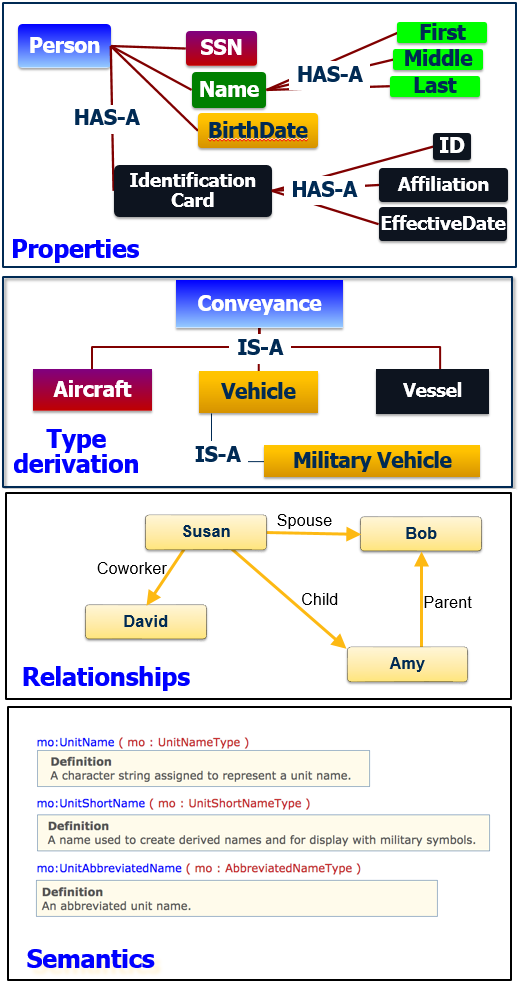 Person
SSN
First
Middle
Last
HAS-A
Name
HAS-A
BirthDate
ID
Identification
Card
HAS-A
Affiliation
EffectiveDate
Properties
Conveyance
IS-A
Aircraft
Vehicle
Vessel
Type
derivation
IS-A
Military Vehicle
Susan
Spouse
Bob
Coworker
Child
Parent
David
Amy
Relationships
mo:UnitName ( mo : UnitNameType )
Definition
A character string assigned to represent a unit name.
mo:UnitShortName ( mo : UnitShortNameType )
Definition
A name used to create derived names and for display with military symbols.
mo:UnitAbbreviatedName ( mo : AbbreviatedNameType )
Definition
An abbreviated unit name.
Semantics